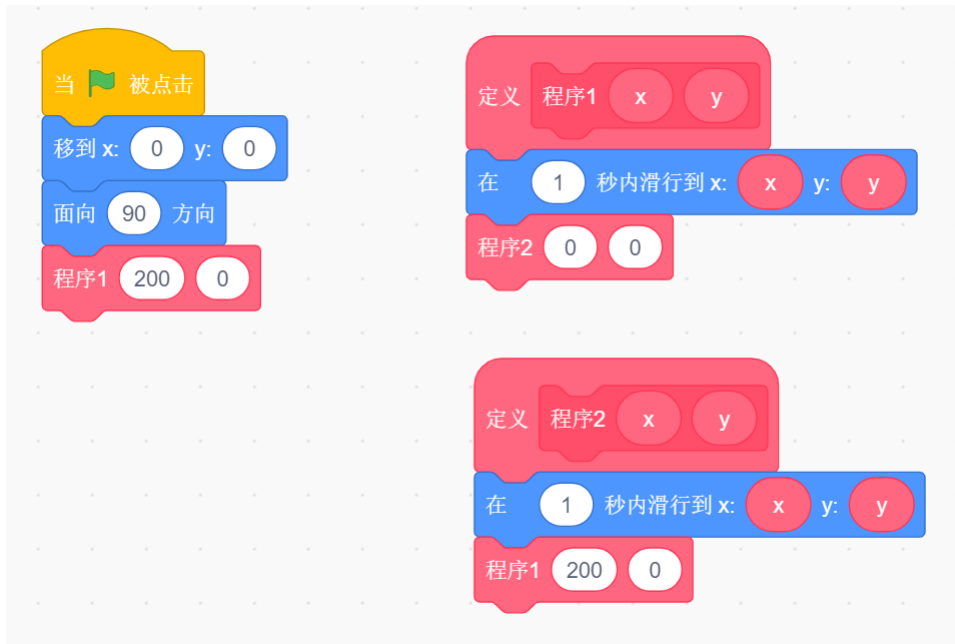 当 被点击
移到 x: 0 y: 0
面向 90 方向
程序1 200 0
定义 程序1 x y
在 1 秒内滑行到 x: x y: y
程序2 0 0
定义 程序2 x y
在 1 秒内滑行到 x: x y: y
程序1 200 0